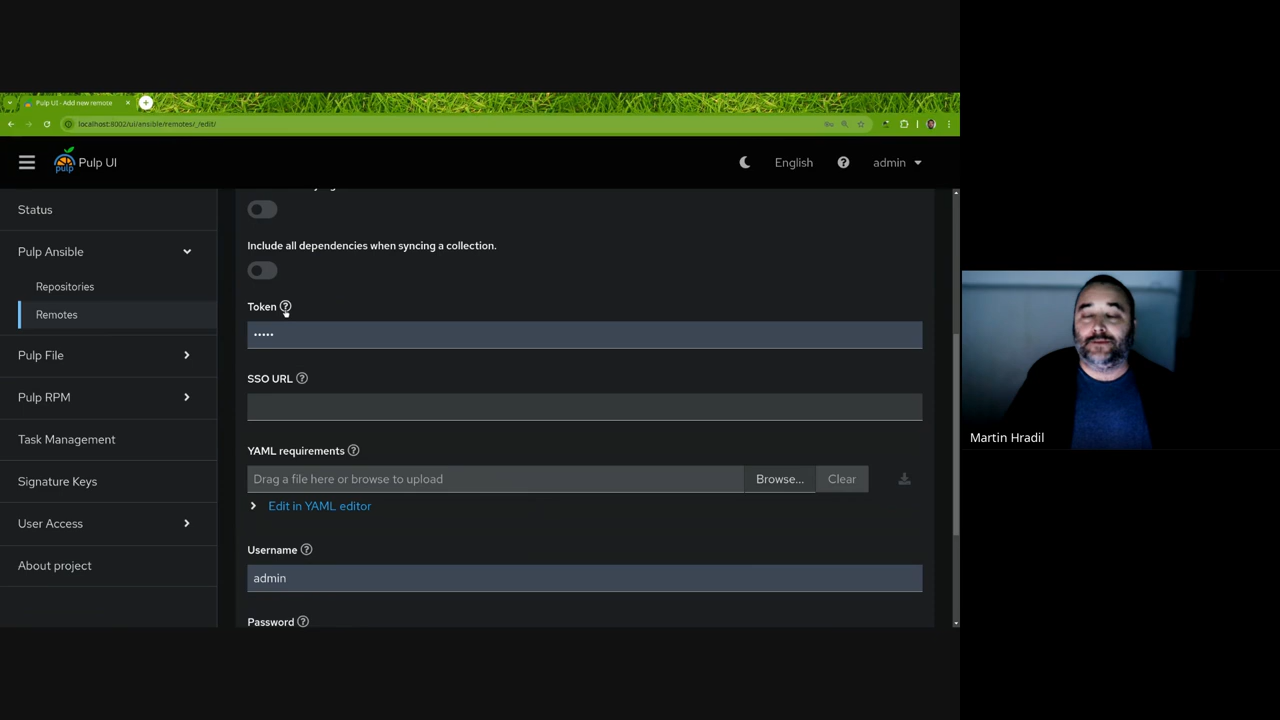 Pulp UI - Add new remote
localhost:8002/ui/ansible/remotes/_/edit/
pulp
Pulp UI
English
admin
Status
Pulp Ansible
Repositories
Remotes
Pulp File
Pulp RPM
Task Management
Signature Keys
User Access
About project
Include all dependencies when syncing a collection.
Token
•••••
SSO URL
YAML requirements
Drag a file here or browse to upload
Browse...
Clear
Edit in YAML editor
Username
admin
Password
Martin Hradil